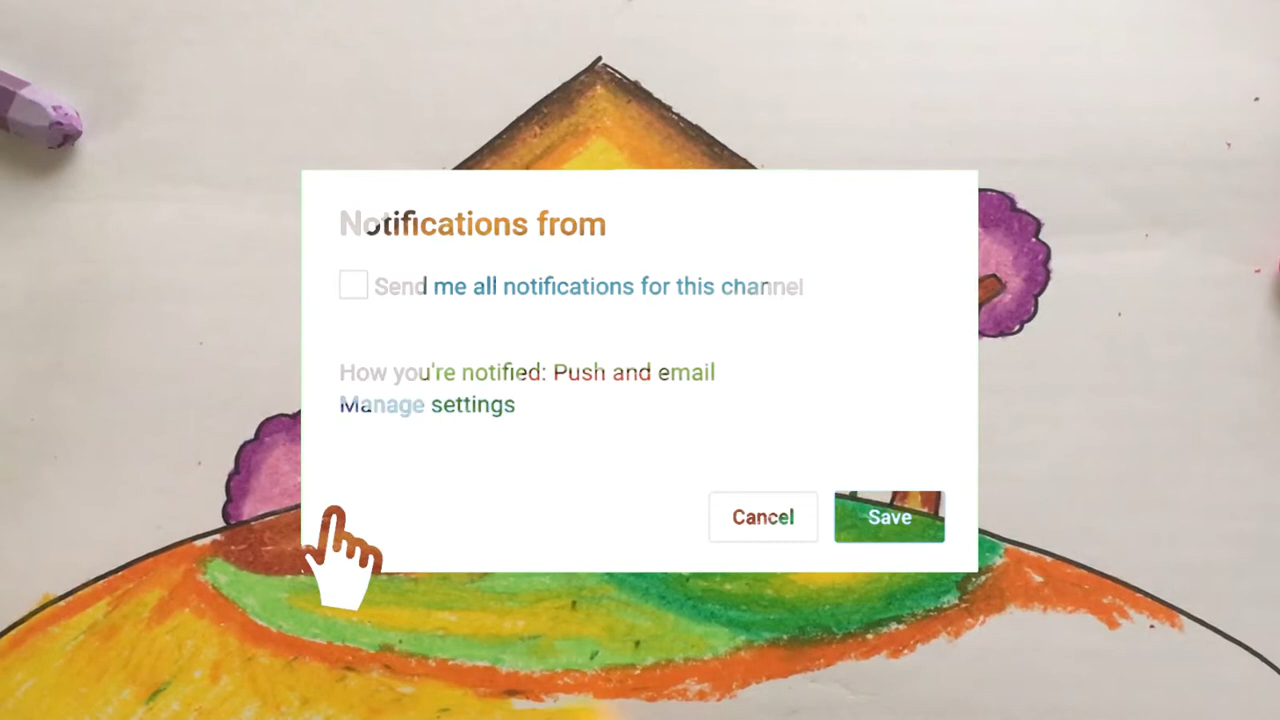 Notifications from
Send me all notifications for this channel
How you're notified: Push and email
Manage settings
Cancel
Save